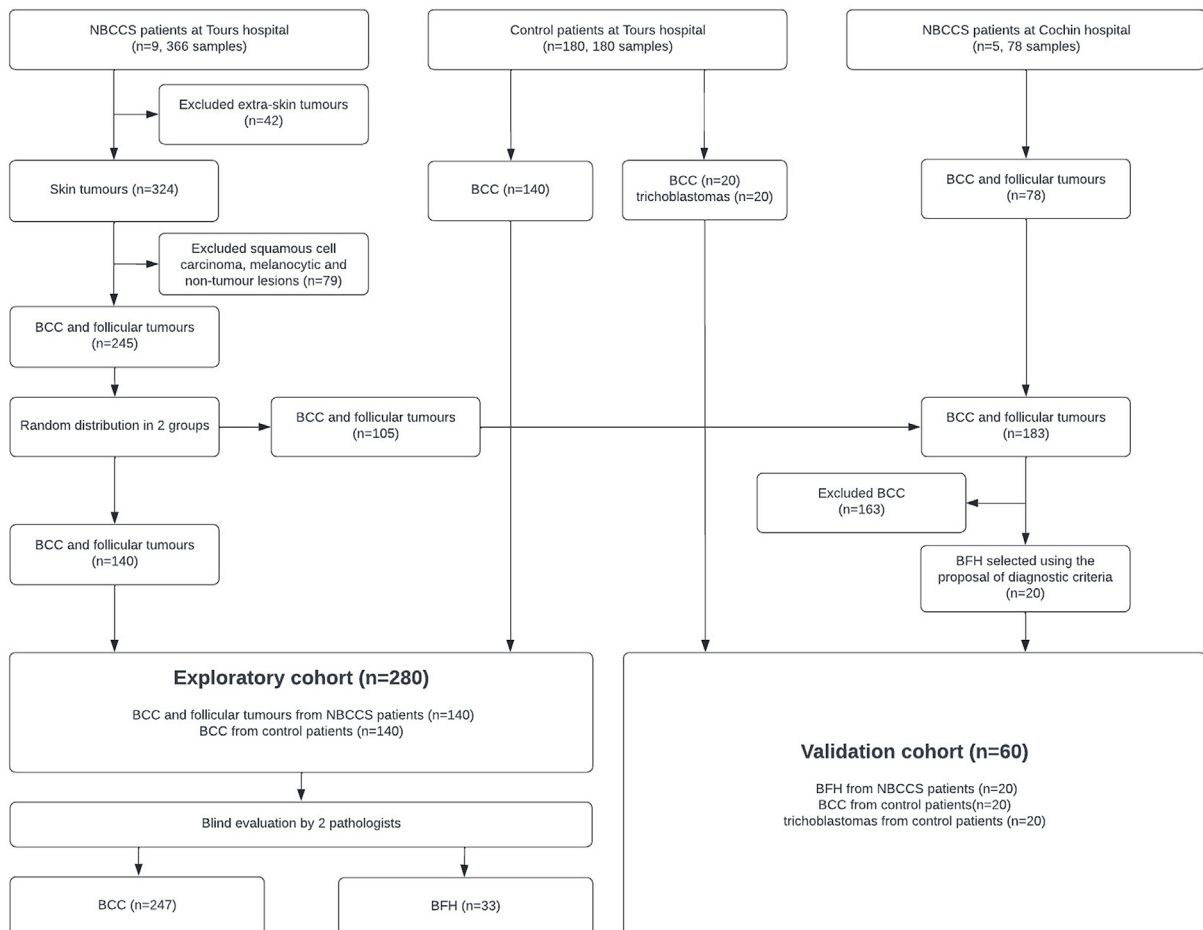 NBCCS patients at Tours hospital
(n=9, 366 samples)
Control patients at Tours hospital
(n=180, 180 samples)
NBCCS patients at Cochin hospital
(n=5, 78 samples)
Excluded extra-skin tumours
(n=42)
Skin tumours (n=324)
BCC (n=140)
BCC (n=20)
trichoblastomas (n=20)
BCC and follicular tumours
(n=78)
Excluded squamous cell
carcinoma, melanocytic and
non-tumour lesions (n=79)
BCC and follicular tumours
(n=245)
Random distribution in 2 groups
BCC and follicular tumours
(n=105)
BCC and follicular tumours
(n=183)
Excluded BCC
(n=163)
BCC and follicular tumours
(n=140)
BFH selected using the
proposal of diagnostic criteria
(n=20)
Exploratory cohort (n=280)
BCC and follicular tumours from NBCCS patients (n=140)
BCC from control patients (n=140)
Validation cohort (n=60)
BFH from NBCCS patients (n=20)
BCC from control patients(n=20)
trichoblastomas from control patients (n=20)
Blind evaluation by 2 pathologists
BCC (n=247)
BFH (n=33)